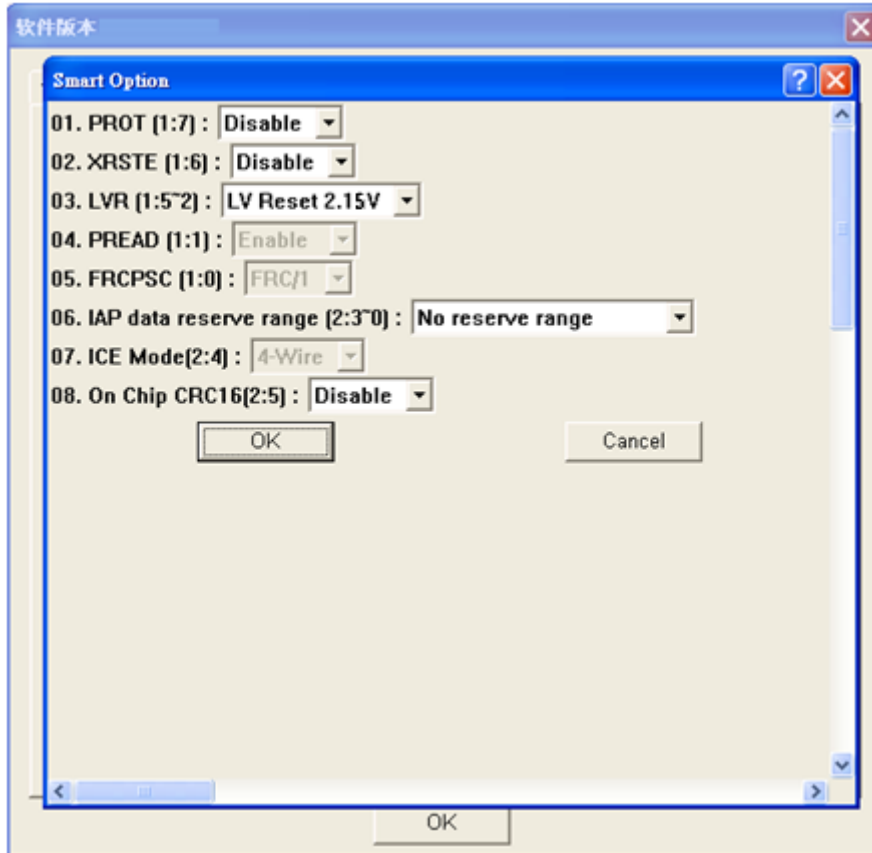 软件版本
Smart Option
01. PROT (1:7) : Disable
02. XRSTE (1:6) : Disable
03. LVR (1:5~2) : LV Reset 2.15V
04. PREAD (1:1) : Enable
05. FRCPSC (1:0) : FRC/1
06. IAP data reserve range (2:3~0) : No reserve range
07. ICE Mode(2:4) : 4-Wire
08. On Chip CRC16(2:5) : Disable
OK Cancel
OK